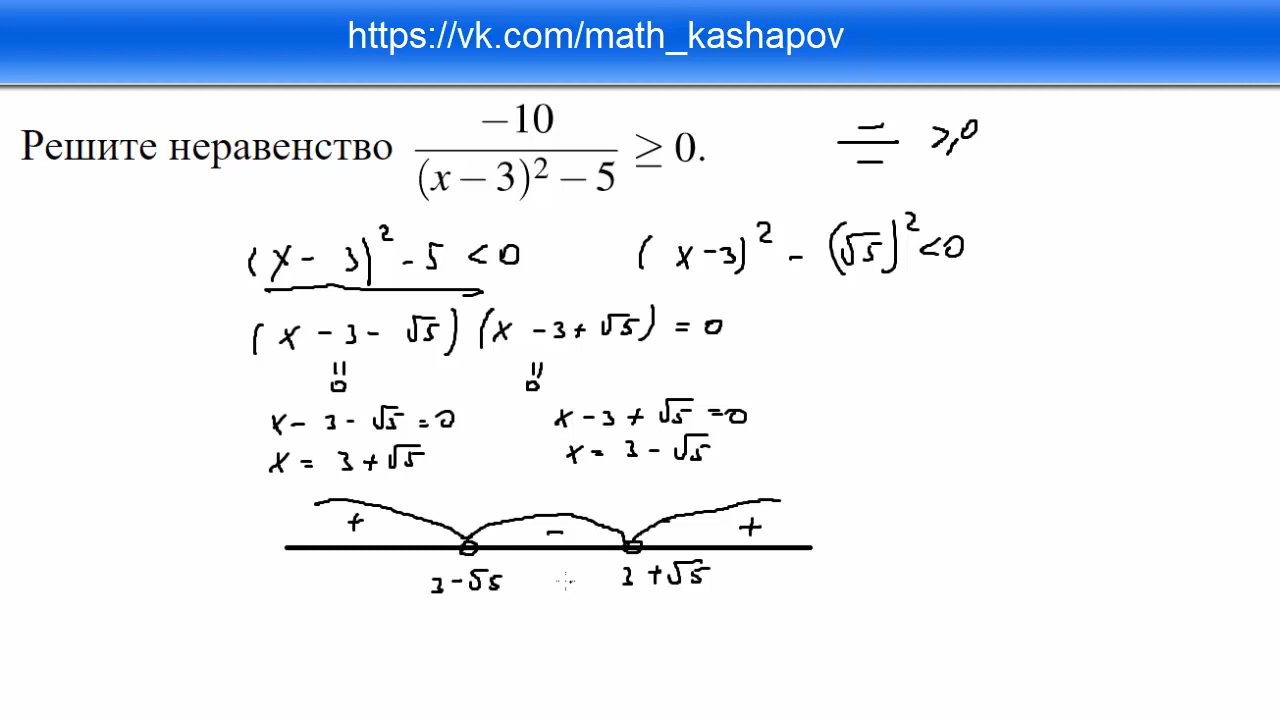 https://vk.com/math_kashapov
Решите неравенство −10/((x − 3)² − 5) ≥ 0.
−/− ≥ 0
(x − 3)² − 5 < 0
(x − 3)² − (√5)² < 0
(x − 3 − √5)(x − 3 + √5) = 0
= 0 = 0
x − 3 − √5 = 0
x − 3 + √5 = 0
x = 3 + √5
x = 3 − √5
+ − +
3 − √5 3 + √5